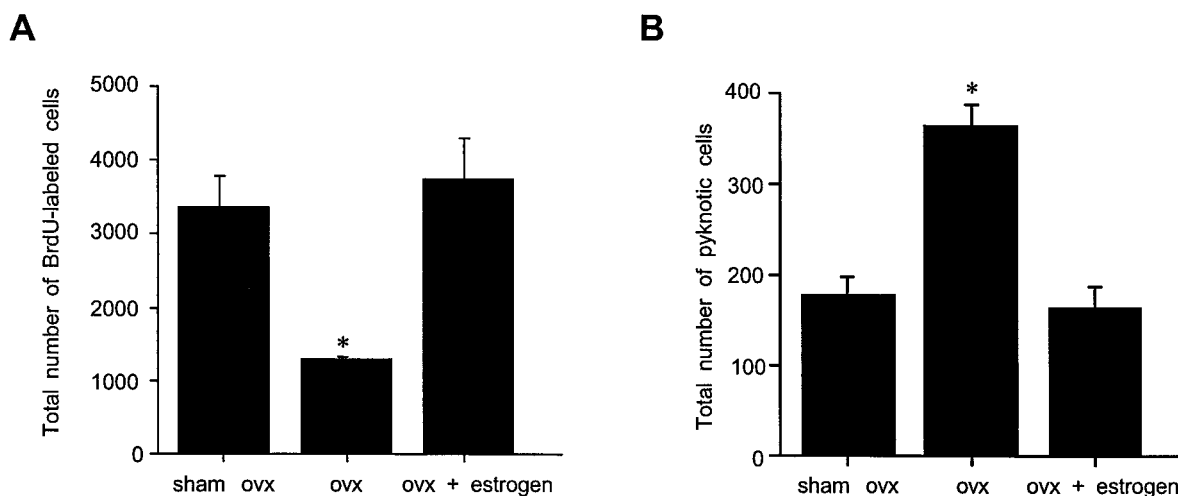 A
Total number of BrdU-labeled cells
5000
4000
3000
2000
1000
0
*
sham ovx
ovx
ovx + estrogen
B
Total number of pyknotic cells
400
300
200
100
0
*
sham ovx
ovx
ovx + estrogen